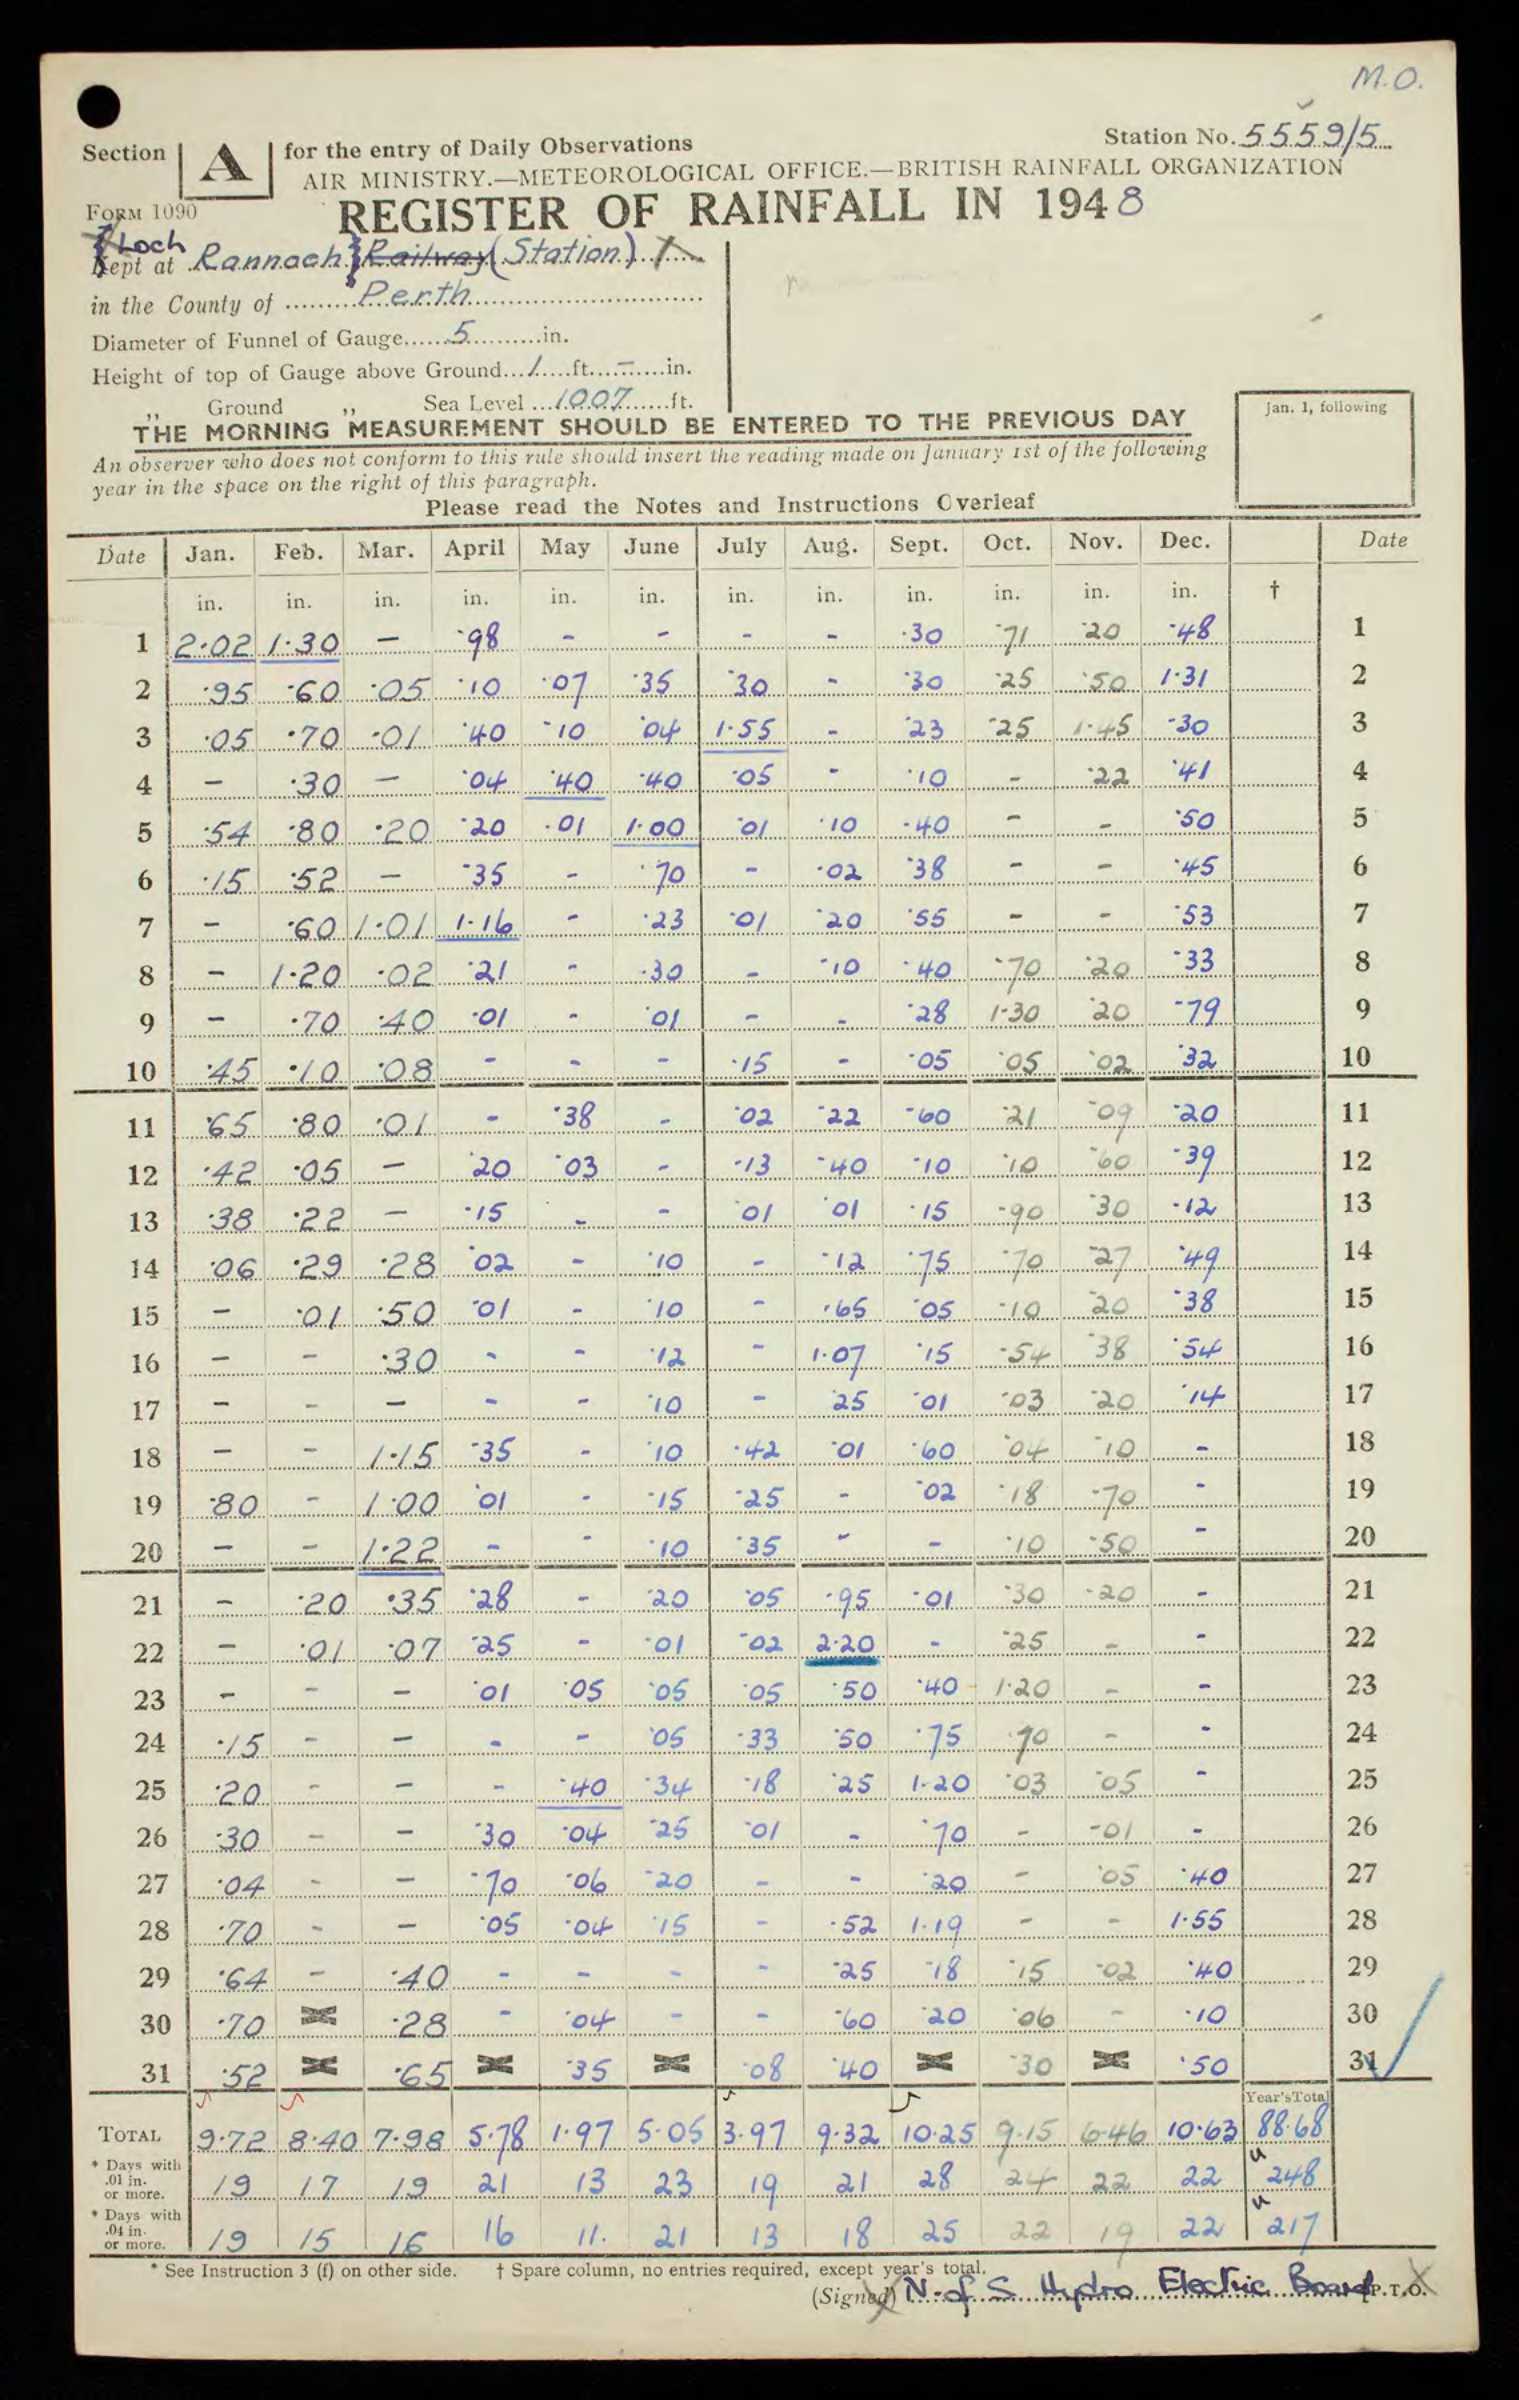 M.O.
Section A for the entry of Daily Observations Station No. 5559/5
AIR MINISTRY.—METEOROLOGICAL OFFICE.—BRITISH RAINFALL ORGANIZATION
FORM 1090
REGISTER OF RAINFALL IN 1948
Loch
Kept at Rannoch Railway (Station)
in the County of Perth
Diameter of Funnel of Gauge 5 in.
Height of top of Gauge above Ground 1 ft. – in.
„ Ground „ Sea Level 1007 ft.
THE MORNING MEASUREMENT SHOULD BE ENTERED TO THE PREVIOUS DAY
Jan. 1, following
An observer who does not conform to this rule should insert the reading made on January 1st of the following
year in the space on the right of this paragraph.
Please read the Notes and Instructions Overleaf
Date Jan. Feb. Mar. April May June July Aug. Sept. Oct. Nov. Dec. Date
in. in. in. in. in. in. in. in. in. in. in. in. †
1 2·02 1·30 – ·98 – – – – ·30 ·71 ·20 ·48 1
2 ·95 ·60 ·05 ·10 ·07 ·35 ·30 – ·30 ·25 ·50 1·31 2
3 ·05 ·70 ·01 ·40 ·10 ·04 1·55 – ·23 ·25 1·45 ·30 3
4 – ·30 – ·04 ·40 ·40 ·05 – ·10 – ·22 ·41 4
5 ·54 ·80 ·20 ·20 ·01 1·00 ·01 ·10 ·40 – – ·50 5
6 ·15 ·52 – ·35 – ·70 – ·02 ·38 – – ·45 6
7 – ·60 1·01 1·16 – ·23 ·01 ·20 ·55 – – ·53 7
8 – 1·20 ·02 ·21 – ·30 – ·10 ·40 ·70 ·20 ·33 8
9 – ·70 ·40 ·01 – ·01 – – ·28 1·30 ·20 ·79 9
10 ·45 ·10 ·08 – – – ·15 – ·05 ·05 ·02 ·32 10
11 ·65 ·80 ·01 – ·38 – ·02 ·22 ·60 ·21 ·09 ·20 11
12 ·42 ·05 – ·20 ·03 – ·13 ·40 ·10 ·10 ·60 ·39 12
13 ·38 ·22 – ·15 – – ·01 ·01 ·15 ·90 ·30 ·12 13
14 ·06 ·29 ·28 ·02 – ·10 – ·12 ·75 ·70 ·27 ·49 14
15 – ·01 ·50 ·01 – ·10 – ·65 ·05 ·10 ·20 ·38 15
16 – – ·30 – – ·12 – 1·07 ·15 ·54 ·38 ·54 16
17 – – – – – ·10 – ·25 ·01 ·03 ·20 ·14 17
18 – – 1·15 ·35 – ·10 ·42 ·01 ·60 ·04 ·10 – 18
19 ·80 – 1·00 ·01 – ·15 ·25 – ·02 ·18 ·70 – 19
20 – – 1·22 – – ·10 ·35 – – ·10 ·50 – 20
21 – ·20 ·35 ·28 – ·20 ·05 ·95 ·01 ·30 ·20 – 21
22 – ·01 ·07 ·25 – ·01 ·02 2·20 – ·25 – – 22
23 – – – ·01 ·05 ·05 ·05 ·50 ·40 1·20 – – 23
24 ·15 – – – – ·05 ·33 ·50 ·75 ·70 – – 24
25 ·20 – – – ·40 ·34 ·18 ·25 1·20 ·03 ·05 – 25
26 ·30 – – ·30 ·04 ·25 ·01 – ·70 – ·01 – 26
27 ·04 – – ·70 ·06 ·20 – – ·20 – ·05 ·40 27
28 ·70 – – ·05 ·04 ·15 – ·52 1·19 – – 1·55 28
29 ·64 – ·40 – – – – ·25 ·18 ·15 ·02 ·40 29
30 ·70 ·28 – ·04 – – ·60 ·20 ·06 – ·10 30
31 ·52 ·65 ·35 ·08 ·40 ·30 ·50 31
Year's Total
TOTAL 9·72 8·40 7·98 5·78 1·97 5·05 3·97 9·32 10·25 9·15 6·46 10·63 88·68
* Days with .01 in. or more. 19 17 19 21 13 23 19 21 28 24 22 22 248
* Days with .04 in. or more. 19 15 16 16 11. 21 13 18 25 22 19 22 217
* See Instruction 3 (f) on other side. † Spare column, no entries required, except year's total.
(Signed) N. of S. Hydro Electric Board P.T.O.